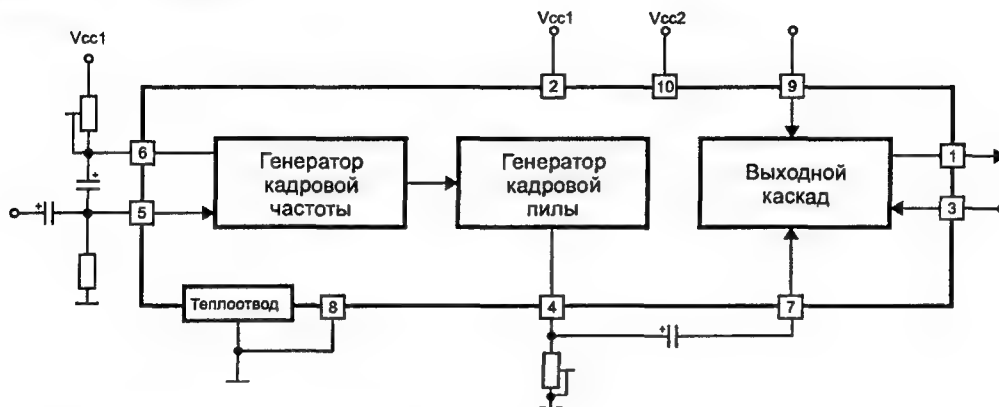 Vcc1
Vcc2
Vcc1
2
10
9
6
Генератор
кадровой
частоты
Генератор
кадровой
пилы
Выходной
каскад
1
5
3
Теплоотвод
8
4
7